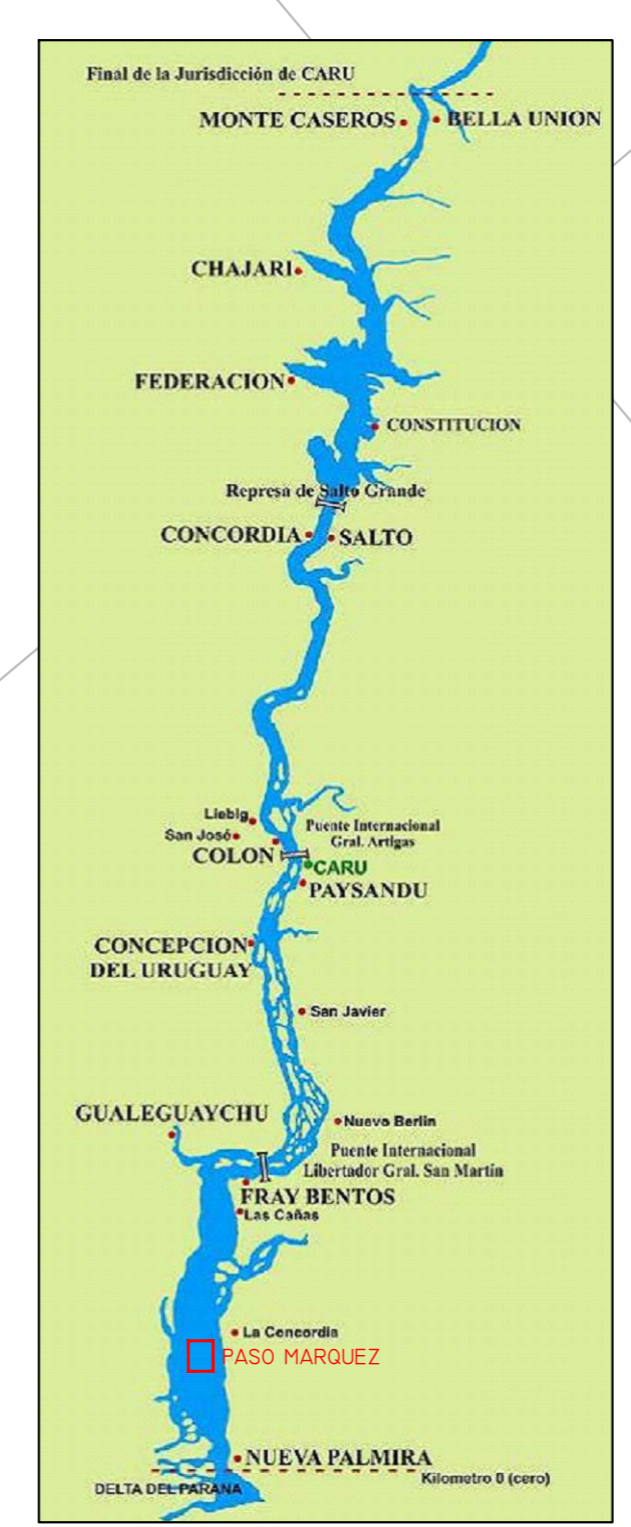 Final de la Jurisdicción de CARU
MONTE CASEROS
BELLA UNION
CHAJARI
FEDERACION
CONSTITUCION
Represa de Salto Grande
CONCORDIA
SALTO
Liebig
San José
Puente Internacional
Gral. Artigas
COLON
CARU
PAYSANDU
CONCEPCION
DEL URUGUAY
San Javier
GUALEGUAYCHU
Nuevo Berlin
Puente Internacional
Libertador Gral. San Martín
FRAY BENTOS
Las Cañas
La Concordia
PASO MARQUEZ
NUEVA PALMIRA
Kilometro 0 (cero)
DELTA DEL PARANA